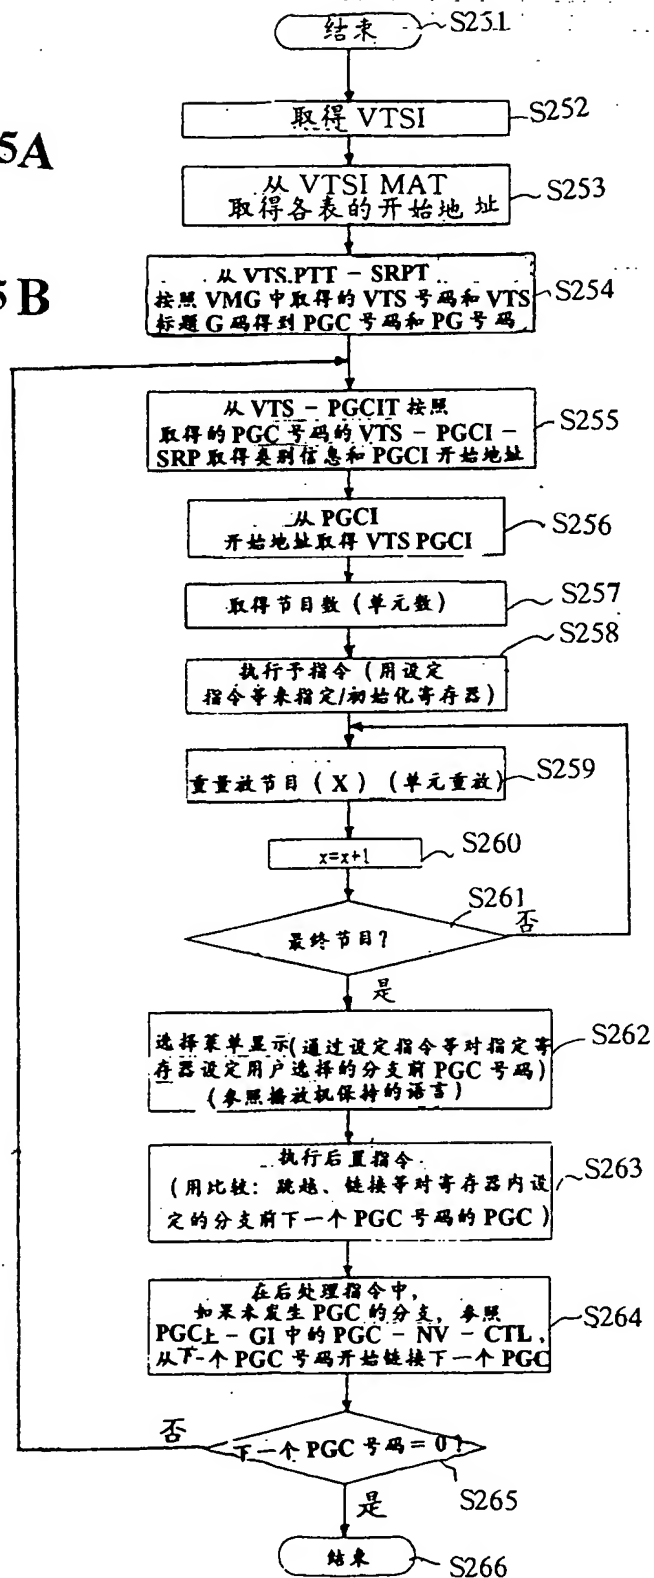 结束
S251
取得 VTSI
S252
5A
从 VTSI MAT
取得各表的开始地址
S253
5B
从 VTS.PTT - SRPT
按照 VMG中取得的 VTS 号码和 VTS
标题 G 码得到 PGC 号码和 PG 号码
S254
从 VTS - PGCIT 按照
取得的 PGC 号码的 VTS - PGCI -
SRP 取得类别信息和 PGCI 开始地址
S255
从 PGCI
开始地址取得 VTS PGCI
S256
取得节目数 (单元数)
S257
S258
执行予指令 (用设定
指令等来指定/初始化寄存器)
重量放节目 (X) (单元重放)
S259
x=x+1
S260
S261
最终节目?
否
是
选择菜单显示(通过设定指令等对指定寄
存器设定用户选择的分支前 PGC 号码)
(参照播放机保持的语言)
S262
执行后置指令
(用比较: 跳越、链接等对寄存器内设
定的分支前下一个 PGC 号码的 PGC)
S263
在后处理指令中,
如果未发生 PGC 的分支, 参照
PGC上 - GI 中的 PGC - NV - CTL,
从下一个 PGC 号码开始链接下一个 PGC
S264
否
下一个 PGC 号码 = 0?
S265
是
结束
S266